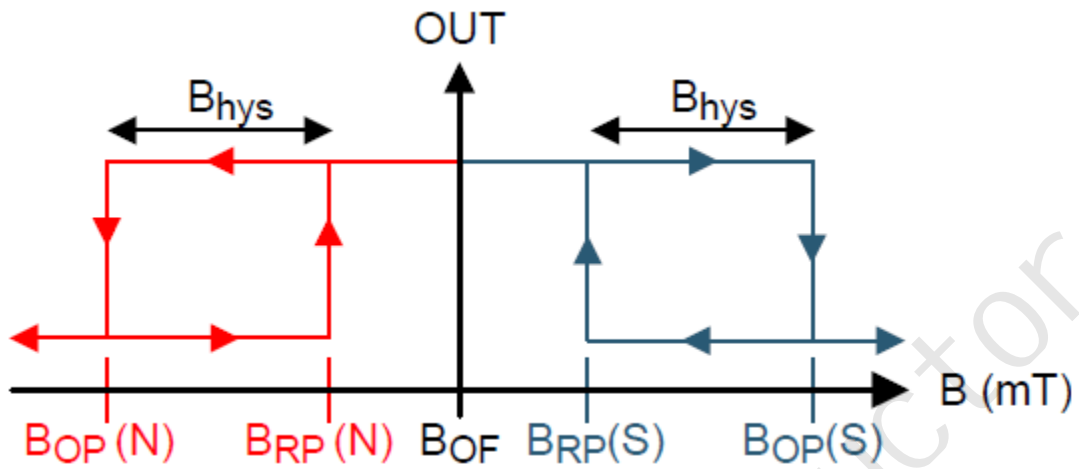 OUT
Bhys
Bhys
B (mT)
BOP (N)
BRP (N)
BOF
BRP(S)
BOP(S)